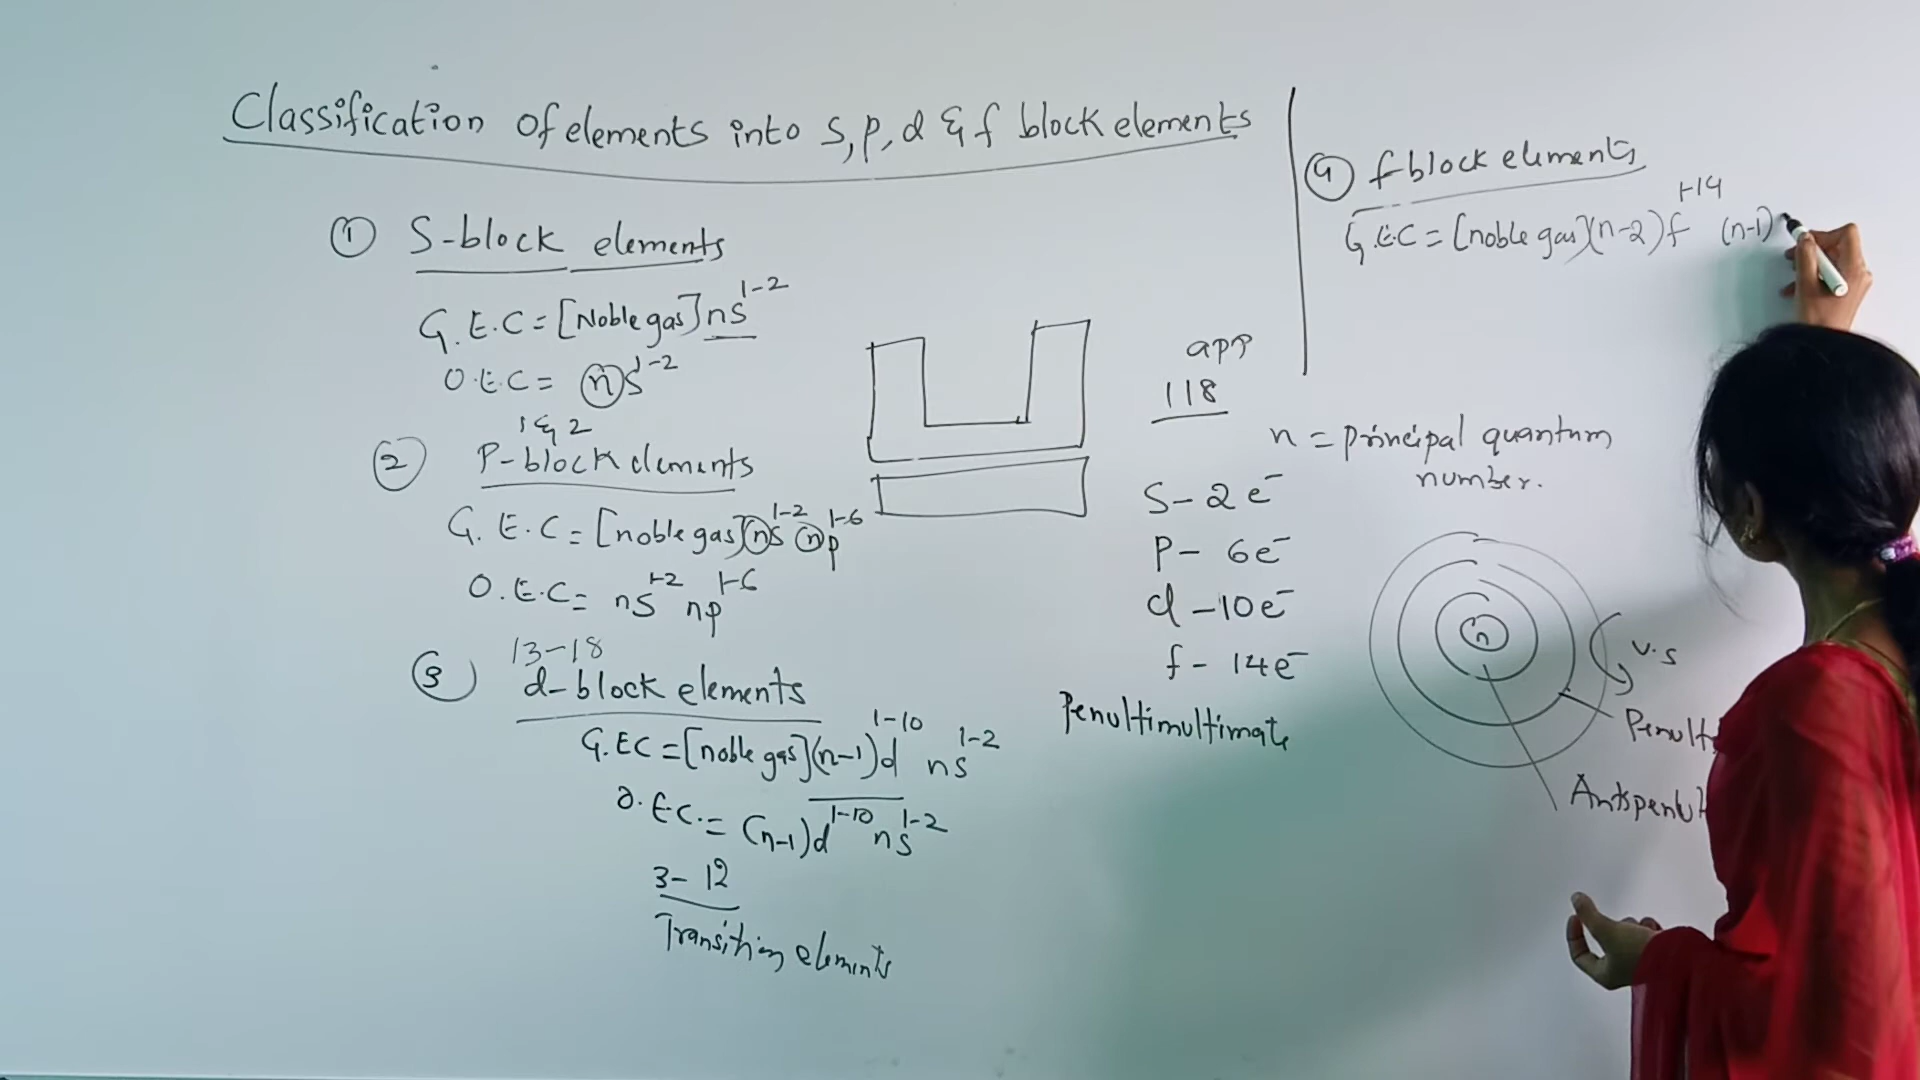 Classification of elements into s, p, d & f block elements
① S-block elements
G.E.C = [Noble gas] ns¹⁻²
O.E.C = ns¹⁻²
1 & 2
② P-block elements
G.E.C = [noble gas] ns¹⁻² np¹⁻⁶
O.E.C = ns¹⁻² np¹⁻⁶
13-18
③ d-block elements
G.EC = [noble gas] (n-1)d¹⁻¹⁰ ns¹⁻²
O.EC. = (n-1)d¹⁻¹⁰ ns¹⁻²
3-12
Transition elements
app
118
S- 2e⁻
P- 6e⁻
d -10e⁻
f - 14e⁻
Penultimultimate
④ f block elements
G.E.C = [noble gas] (n-2)f¹⁻¹⁴ (n-1)
n = principal quantum
number.
n
V.S
Penult
Antepenult